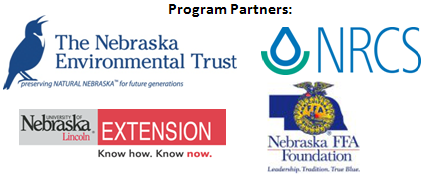 Program Partners:
The Nebraska
Environmental Trust
preserving NATURAL NEBRASKA™ for future generations
NRCS
UNIVERSITY OF
Nebraska
Lincoln
EXTENSION
Know how. Know now.
Nebraska FFA
Foundation
Leadership. Tradition. True Blue.